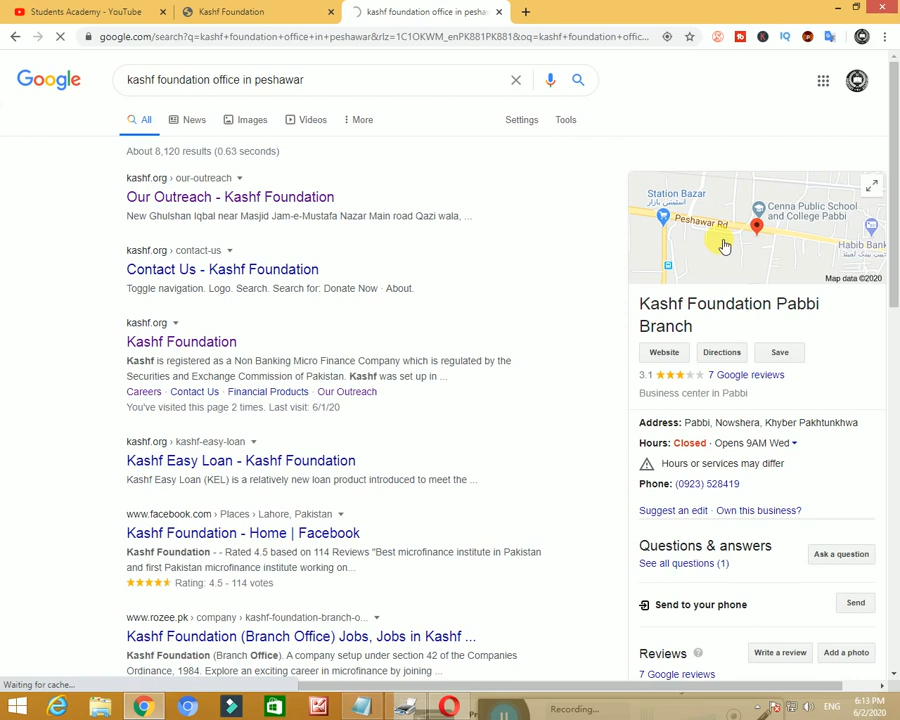 Students Academy - YouTube
Kashf Foundation
kashf foundation office in pesha
google.com/search?q=kashf+foundation+office+in+peshawar&rlz=1C1OKWM_enPK881PK881&oq=kashf+foundation+offic...
Google
kashf foundation office in peshawar
All
News
Images
Videos
More
Settings
Tools
About 8,120 results (0.63 seconds)
kashf.org › our-outreach
Our Outreach - Kashf Foundation
New Ghulshan Iqbal near Masjid Jam-e-Mustafa Nazar Main road Qazi wala, ...
kashf.org › contact-us
Contact Us - Kashf Foundation
Toggle navigation. Logo. Search. Search for: Donate Now · About.
kashf.org
Kashf Foundation
Kashf is registered as a Non Banking Micro Finance Company which is regulated by the
Securities and Exchange Commission of Pakistan. Kashf was set up in ...
Careers · Contact Us · Financial Products · Our Outreach
You've visited this page 2 times. Last visit: 6/1/20
kashf.org › kashf-easy-loan
Kashf Easy Loan - Kashf Foundation
Kashf Easy Loan (KEL) is a relatively new loan product introduced to meet the ...
www.facebook.com › Places › Lahore, Pakistan
Kashf Foundation - Home | Facebook
Kashf Foundation - - Rated 4.5 based on 114 Reviews "Best microfinance institute in Pakistan
and first Pakistan microfinance institute working on...
Rating: 4.5 - 114 votes
www.rozee.pk › company › kashf-foundation-branch-o...
Kashf Foundation (Branch Office) Jobs, Jobs in Kashf ...
Kashf Foundation (Branch Office). A company setup under section 42 of the Companies
Ordinance, 1984. Explore an exciting career in microfinance by joining ...
Station Bazar
Peshawar Rd
Cenna Public School
and College Pabbi
Habib Bank
حبیب بینک لمیٹڈ
Map data ©2020
Kashf Foundation Pabbi
Branch
Website
Directions
Save
3.1
7 Google reviews
Business center in Pabbi
Address: Pabbi, Nowshera, Khyber Pakhtunkhwa
Hours: Closed · Opens 9AM Wed
Hours or services may differ
Phone: (0923) 528419
Suggest an edit · Own this business?
Questions & answers
See all questions (1)
Ask a question
Send to your phone
Send
Reviews
Write a review
Add a photo
7 Google reviews
Waiting for cache...
Recording...
ENG
6:13 PM
6/2/2020